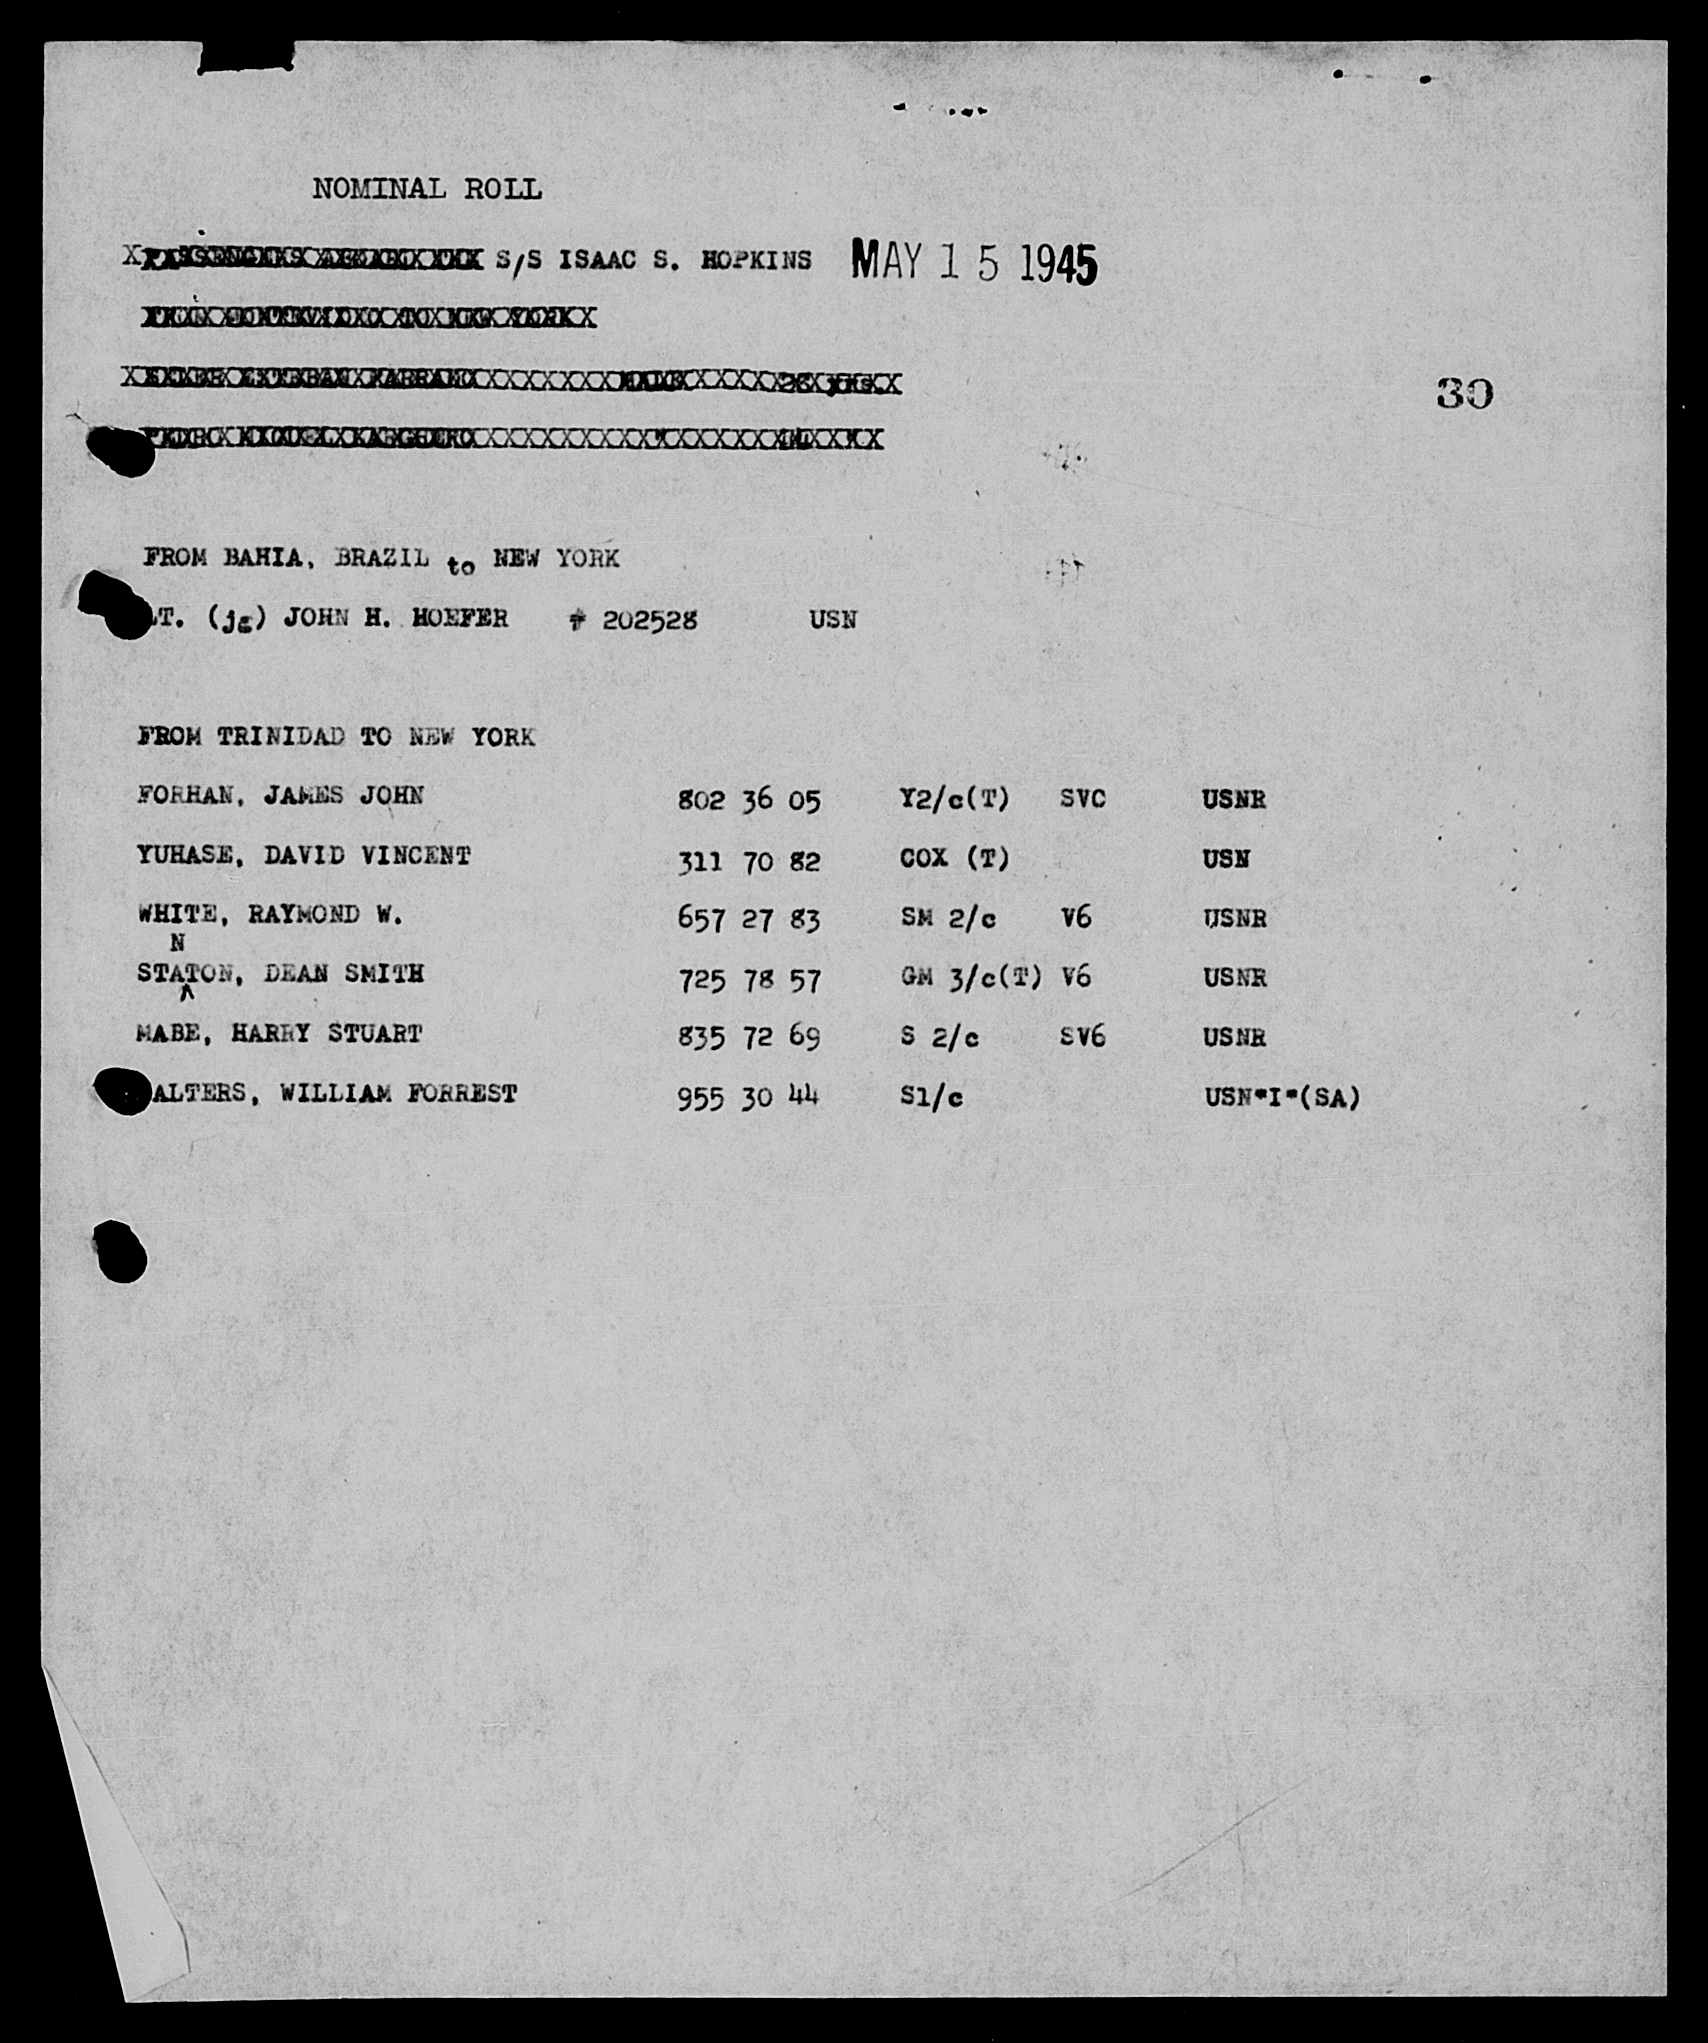 NOMINAL ROLL
S/S ISAAC S. HOPKINS MAY 15 1945
30
FROM BAHIA, BRAZIL to NEW YORK
LT. (jg) JOHN H. HOEFER # 202528 USN
FROM TRINIDAD TO NEW YORK
FORHAN, JAMES JOHN 802 36 05 Y2/c(T) SVC USNR
YUHASE, DAVID VINCENT 311 70 82 COX (T) USN
WHITE, RAYMOND W. 657 27 83 SM 2/c V6 USNR
STANTON, DEAN SMITH 725 78 57 GM 3/c(T) V6 USNR
MABE, HARRY STUART 835 72 69 S 2/c SV6 USNR
ALTERS, WILLIAM FORREST 955 30 44 S1/c USN"I"(SA)